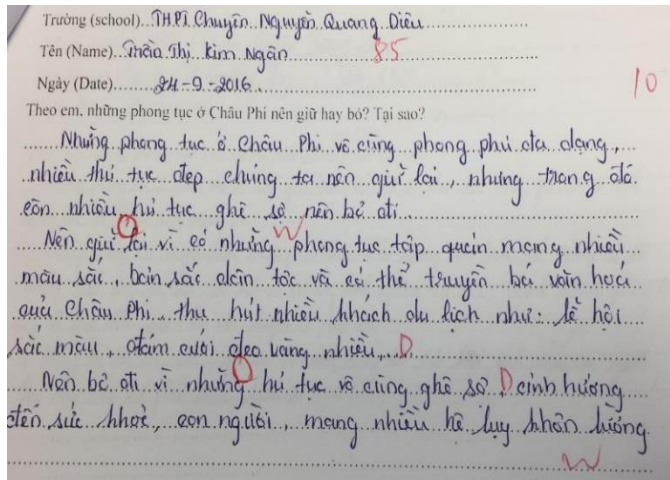 Trường (school)..THPT Chuyên Nguyễn Quang Diêu
Tên (Name)...Trần Thị Kim Ngân 85
Ngày (Date)...24-9-2016 10
Theo em, những phong tục ở Châu Phi nên giữ hay bỏ? Tại sao?
Những phong tục ở Châu Phi vô cùng phong phú đa dạng,
nhiều thủ tục đẹp chúng ta nên giữ lại, nhưng trong đó
còn nhiều hủ tục ghê sợ nên bỏ đi
Nên giữ lại vì có những phong tục tập quán mang nhiều
màu sắc, bản sắc dân tộc và có thể truyền bá văn hoá
của Châu Phi, thu hút nhiều khách du lịch như: lễ hội
sắc màu, đám cưới đeo vàng nhiều, D
Nên bỏ đi vì những hủ tục vô cùng ghê sợ, D ảnh hưởng
đến sức khoẻ, con người, mang nhiều hệ luỵ khôn lường